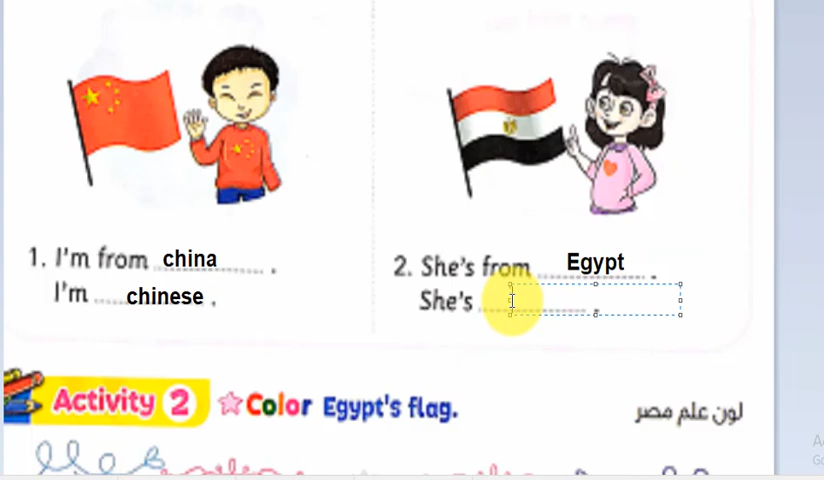 1. I'm from china .
I'm chinese .
2. She's from Egypt .
She's .
Activity 2 Color Egypt's flag.
لون علم مصر